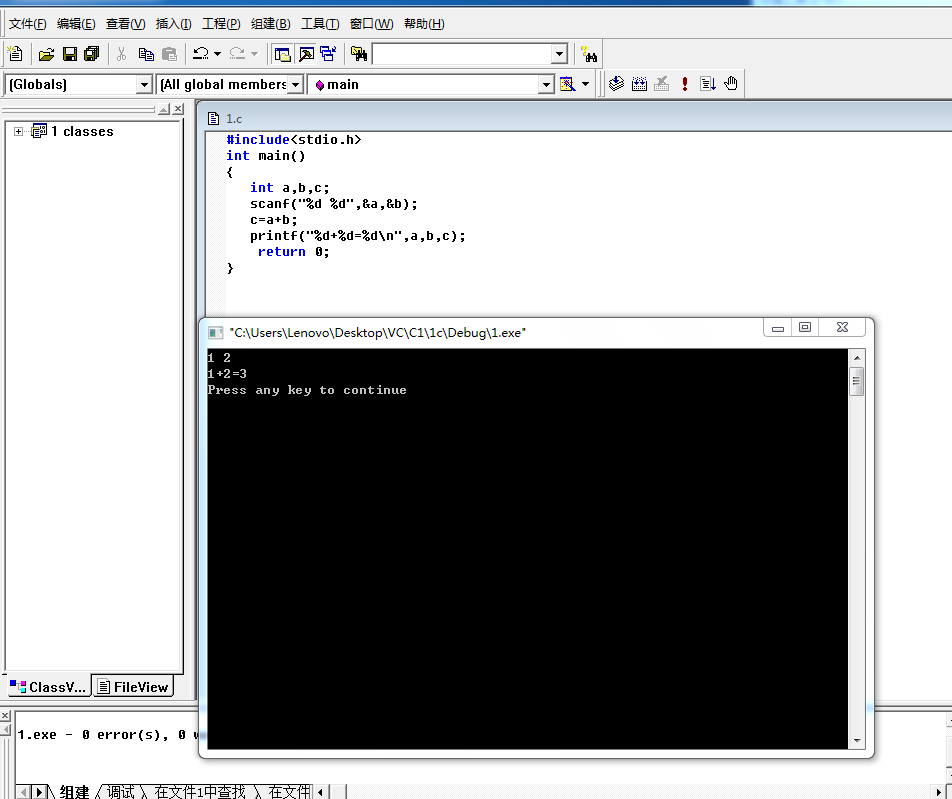 文件(F) 编辑(E) 查看(V) 插入(I) 工程(P) 组建(B) 工具(T) 窗口(W) 帮助(H)
(Globals) (All global members main
1 classes
1.c
#include<stdio.h>
int main()
{
int a,b,c;
scanf("%d %d",&a,&b);
c=a+b;
printf("%d+%d=%d\n",a,b,c);
return 0;
}
"C:\Users\Lenovo\Desktop\VC\C1\1c\Debug\1.exe"
1 2
1+2=3
Press any key to continue
ClassV... FileView
1.exe - 0 error(s), 0
组建 调试 在文件1中查找 在文件